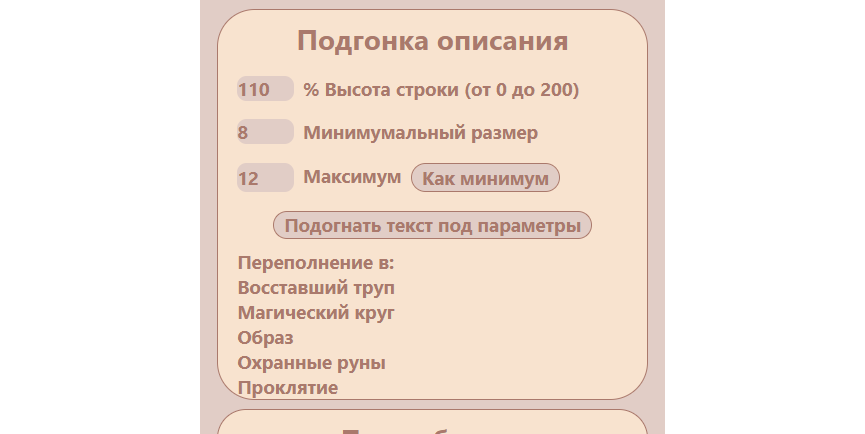 Подгонка описания
110 % Высота строки (от 0 до 200)
8 Минимумальный размер
12 Максимум Как минимум
Подогнать текст под параметры
Переполнение в:
Восставший труп
Магический круг
Образ
Охранные руны
Проклятие